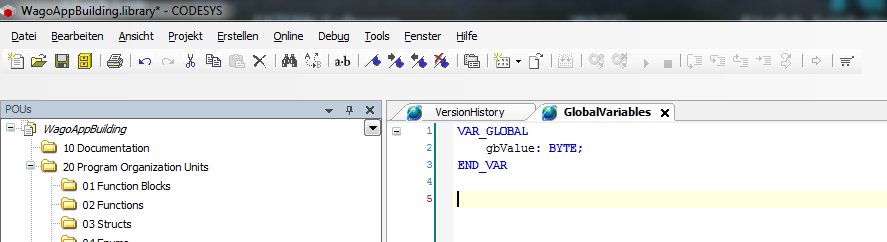 WagoAppBuilding.library* - CODESYS
Datei Bearbeiten Ansicht Projekt Erstellen Online Debug Tools Fenster Hilfe
a·b
POUs
VersionHistory GlobalVariables
WagoAppBuilding
10 Documentation
20 Program Organization Units
01 Function Blocks
02 Functions
03 Structs
1 VAR_GLOBAL
2 gbValue: BYTE;
3 END_VAR
4
5